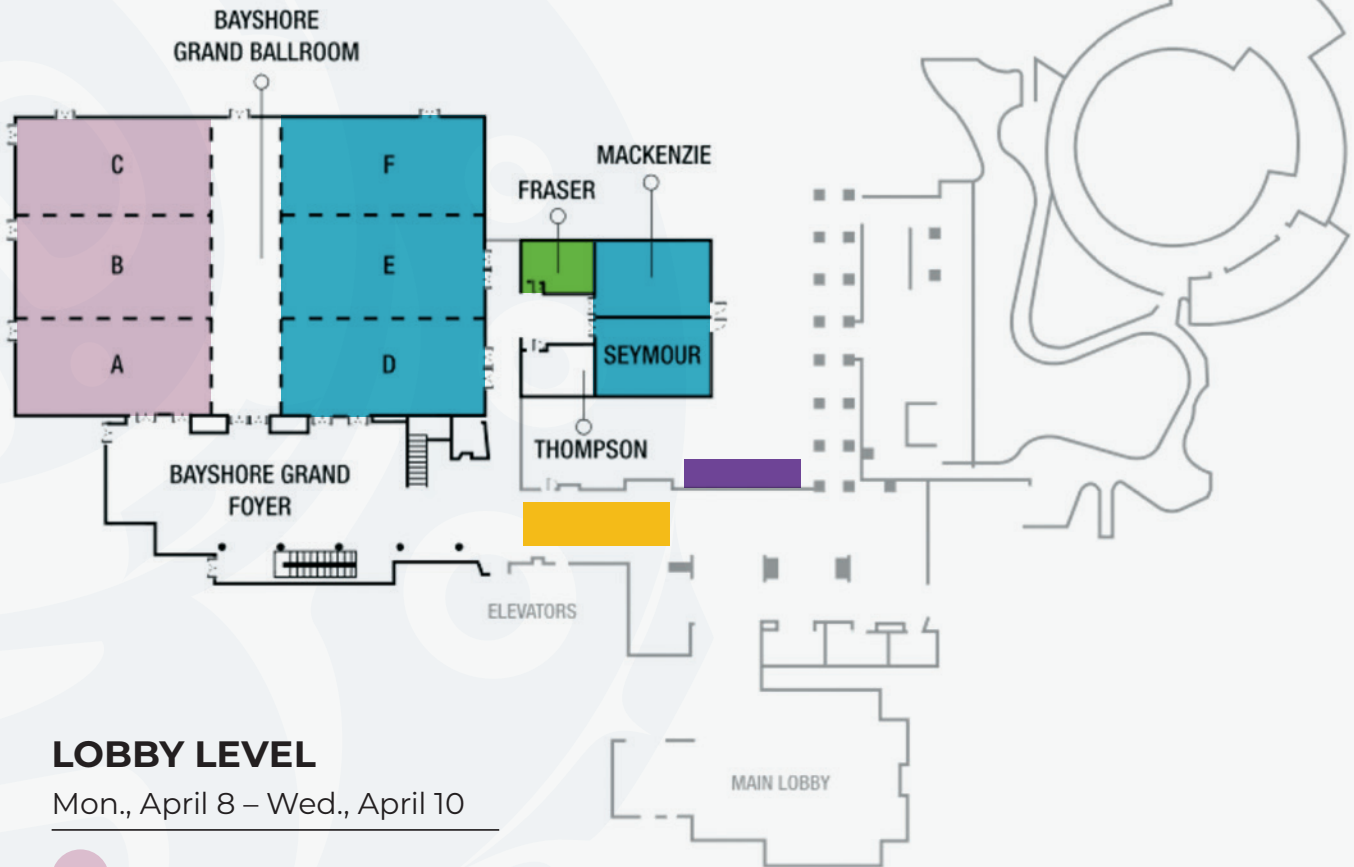 BAYSHORE
GRAND BALLROOM
C
F
MACKENZIE
FRASER
B
E
A
D
SEYMOUR
THOMPSON
BAYSHORE GRAND
FOYER
ELEVATORS
MAIN LOBBY
LOBBY LEVEL
Mon., April 8 – Wed., April 10